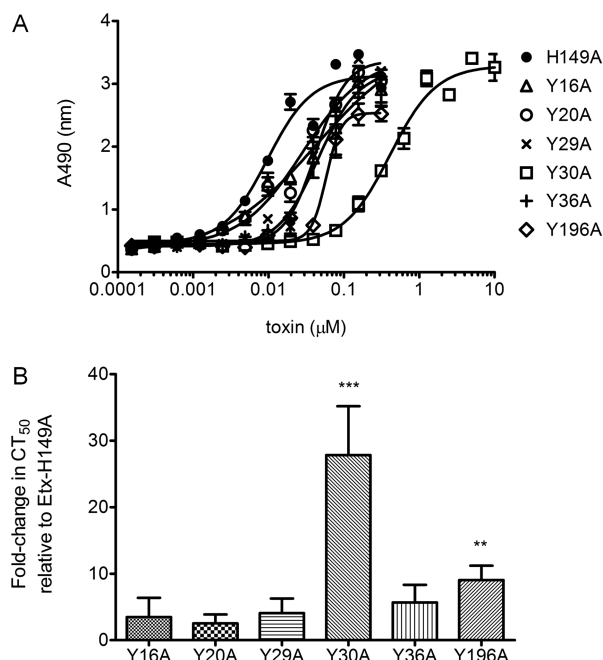 A
4
3
2
1
0
A490 (nm)
0.0001
0.001
0.01
0.1
1
10
toxin (μM)
H149A
Y16A
Y20A
Y29A
Y30A
Y36A
Y196A
B
40
30
20
10
0
Fold-change in CT50
relative to Etx-H149A
***
**
Y16A
Y20A
Y29A
Y30A
Y36A
Y196A